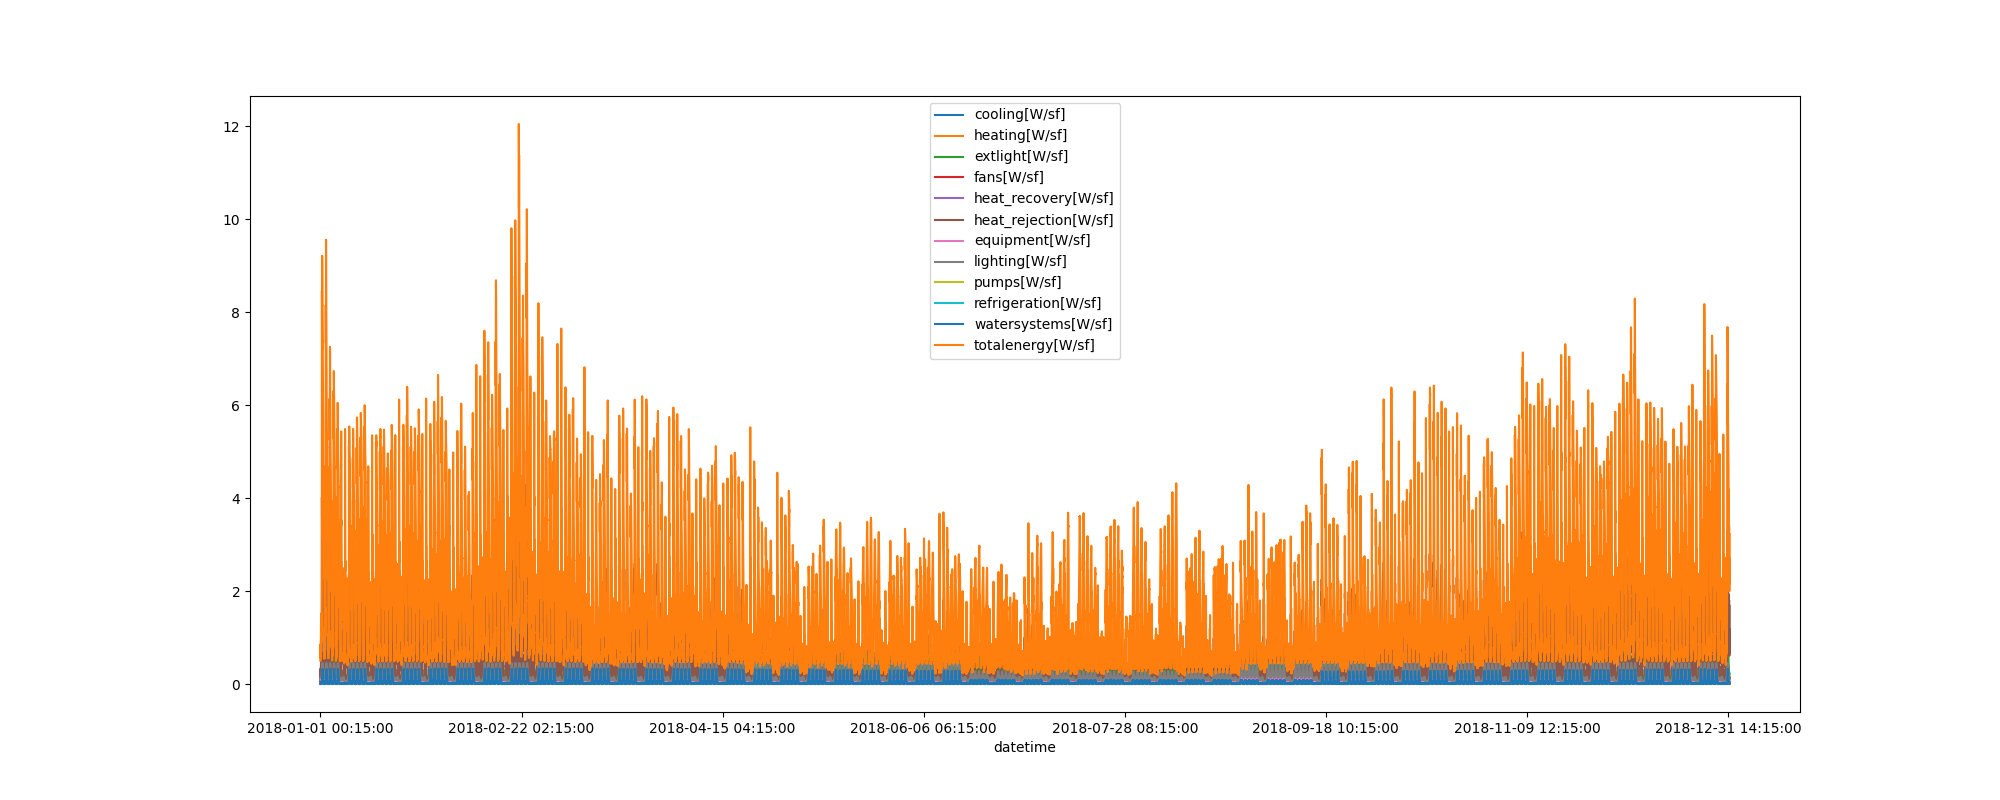 12
10
8
6
4
2
0
cooling[W/sf]
heating[W/sf]
extlight[W/sf]
fans[W/sf]
heat_recovery[W/sf]
heat_rejection[W/sf]
equipment[W/sf]
lighting[W/sf]
pumps[W/sf]
refrigeration[W/sf]
watersystems[W/sf]
totalenergy[W/sf]
2018-01-01 00:15:00 2018-02-22 02:15:00 2018-04-15 04:15:00 2018-06-06 06:15:00 2018-07-28 08:15:00 2018-09-18 10:15:00 2018-11-09 12:15:00 2018-12-31 14:15:00
datetime